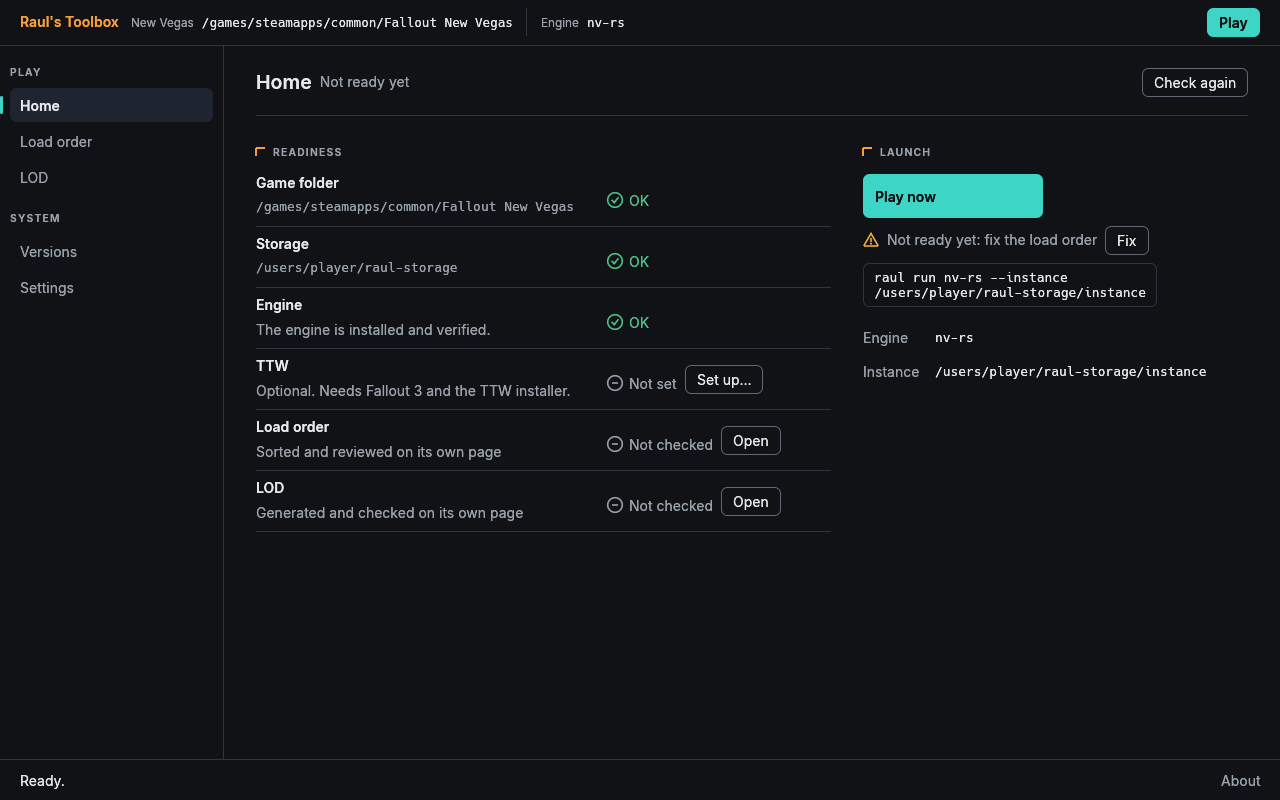 Raul's Toolbox New Vegas /games/steamapps/common/Fallout New Vegas Engine nv-rs Play
PLAY
Home
Load order
LOD
SYSTEM
Versions
Settings
Home Not ready yet Check again
READINESS
Game folder
/games/steamapps/common/Fallout New Vegas OK
Storage
/users/player/raul-storage OK
Engine
The engine is installed and verified. OK
TTW
Optional. Needs Fallout 3 and the TTW installer. Not set Set up...
Load order
Sorted and reviewed on its own page Not checked Open
LOD
Generated and checked on its own page Not checked Open
LAUNCH
Play now
Not ready yet: fix the load order Fix
raul run nv-rs --instance
/users/player/raul-storage/instance
Engine nv-rs
Instance /users/player/raul-storage/instance
Ready. About